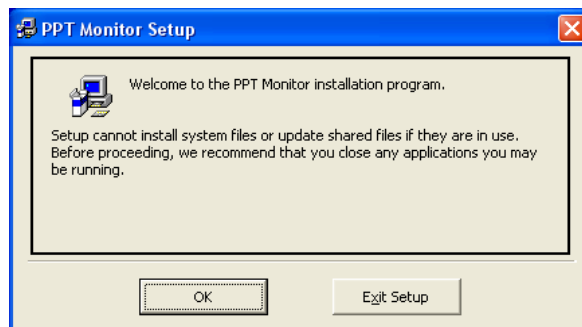 PPT Monitor Setup
Welcome to the PPT Monitor installation program.
Setup cannot install system files or update shared files if they are in use.
Before proceeding, we recommend that you close any applications you may
be running.
OK
Exit Setup